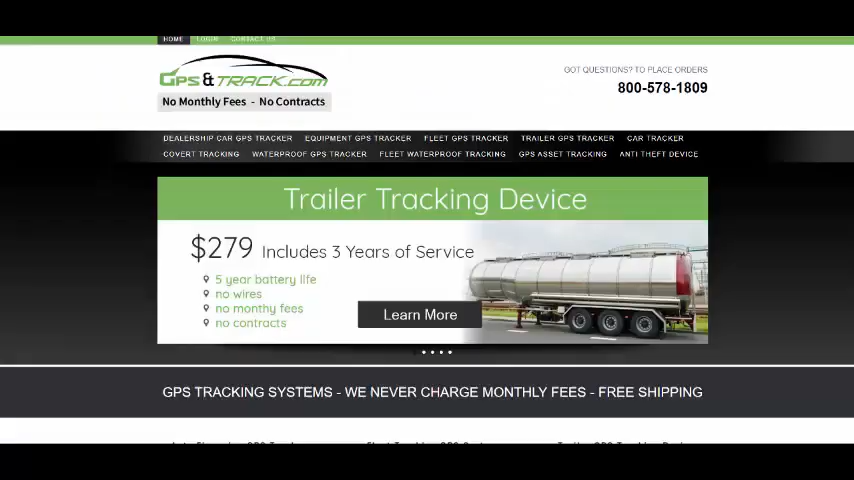 HOME LOGIN CONTACT US
GPS & TRACK.COM
No Monthly Fees - No Contracts
GOT QUESTIONS? TO PLACE ORDERS
800-578-1809
DEALERSHIP CAR GPS TRACKER EQUIPMENT GPS TRACKER FLEET GPS TRACKER TRAILER GPS TRACKER CAR TRACKER
COVERT TRACKING WATERPROOF GPS TRACKER FLEET WATERPROOF TRACKING GPS ASSET TRACKING ANTI THEFT DEVICE
Trailer Tracking Device
$279 Includes 3 Years of Service
5 year battery life
no wires
no monthy fees
no contracts
Learn More
GPS TRACKING SYSTEMS - WE NEVER CHARGE MONTHLY FEES - FREE SHIPPING